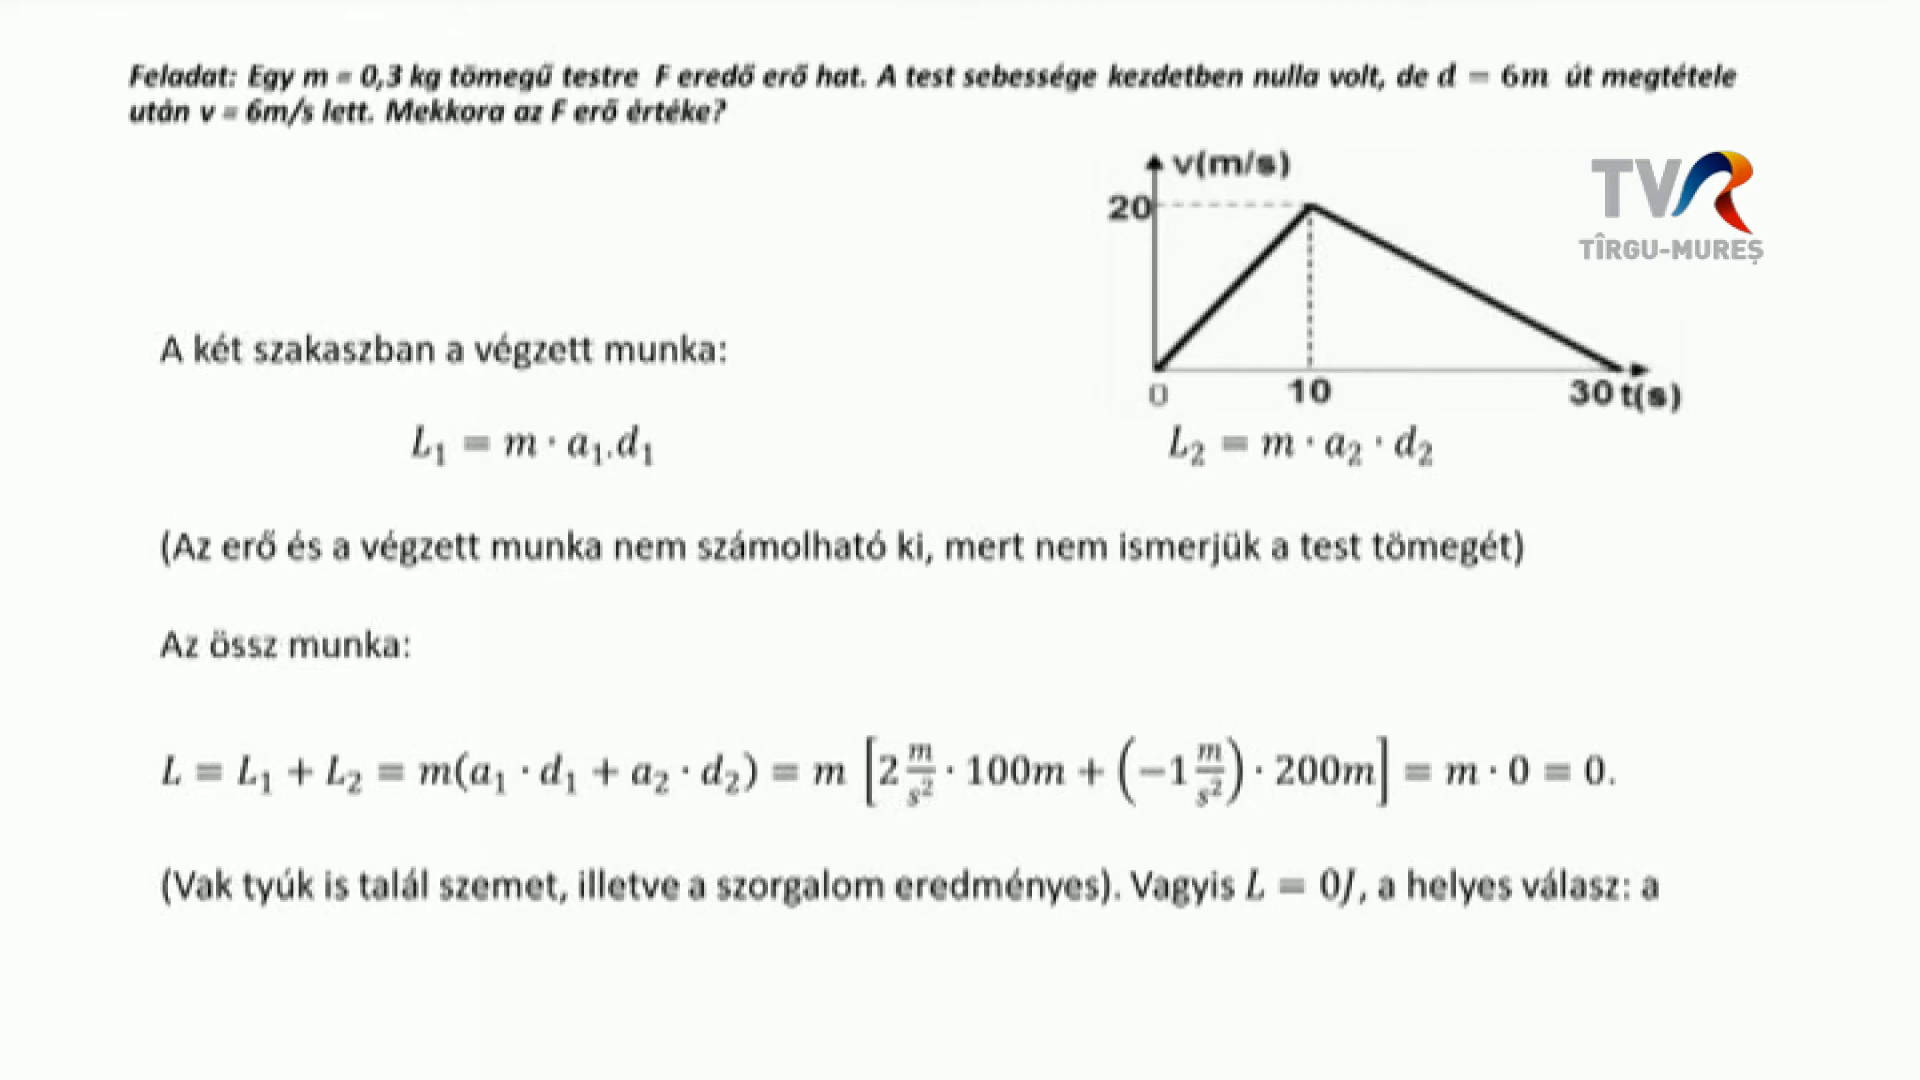 Feladat: Egy m = 0,3 kg tömegű testre F eredő erő hat. A test sebessége kezdetben nulla volt, de d = 6m út megtétele
után v = 6m/s lett. Mekkora az F erő értéke?
v(m/s)
20
0
10
30 t(s)
TVR
TÎRGU-MUREȘ
A két szakaszban a végzett munka:
L₁ = m · a₁.d₁
L₂ = m · a₂ · d₂
(Az erő és a végzett munka nem számolható ki, mert nem ismerjük a test tömegét)
Az össz munka:
L = L₁ + L₂ = m(a₁ · d₁ + a₂ · d₂) = m [2 m/s² · 100m + (−1 m/s²) · 200m] = m · 0 = 0.
(Vak tyúk is talál szemet, illetve a szorgalom eredményes). Vagyis L = 0J, a helyes válasz: a